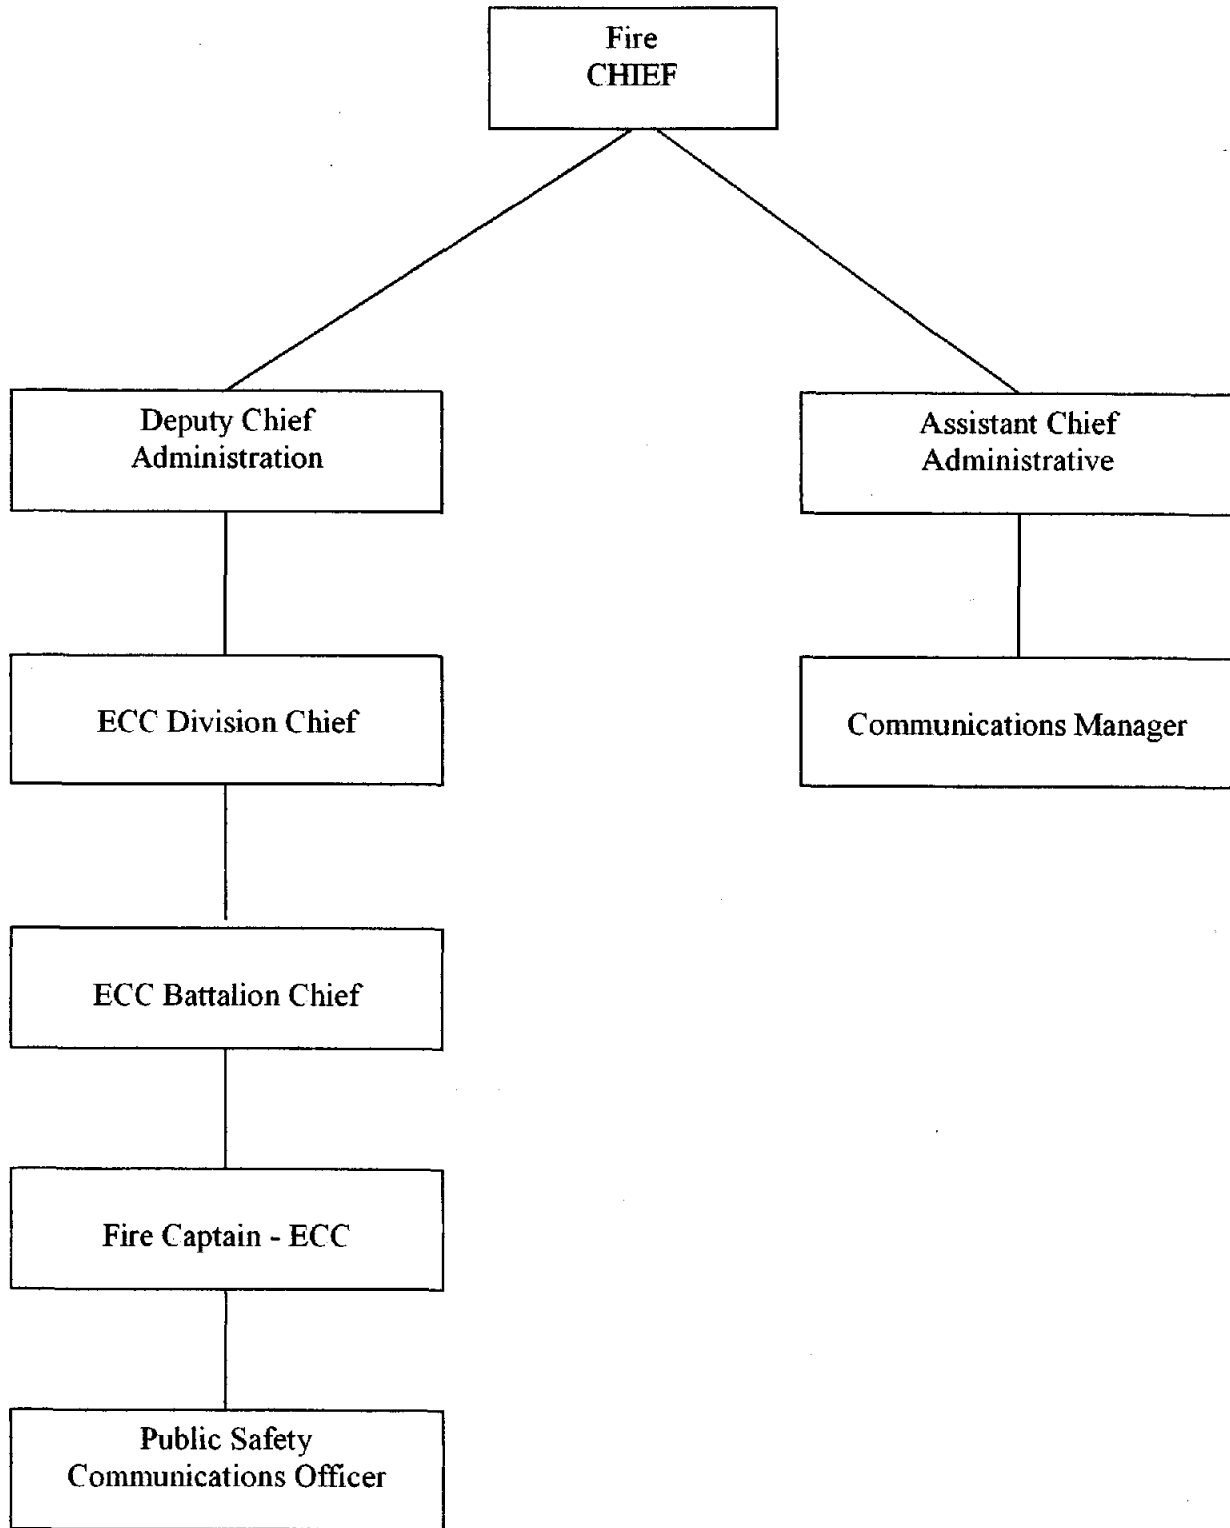 Fire
CHIEF
Deputy Chief
Administration
Assistant Chief
Administrative
ECC Division Chief
Communications Manager
ECC Battalion Chief
Fire Captain - ECC
Public Safety
Communications Officer